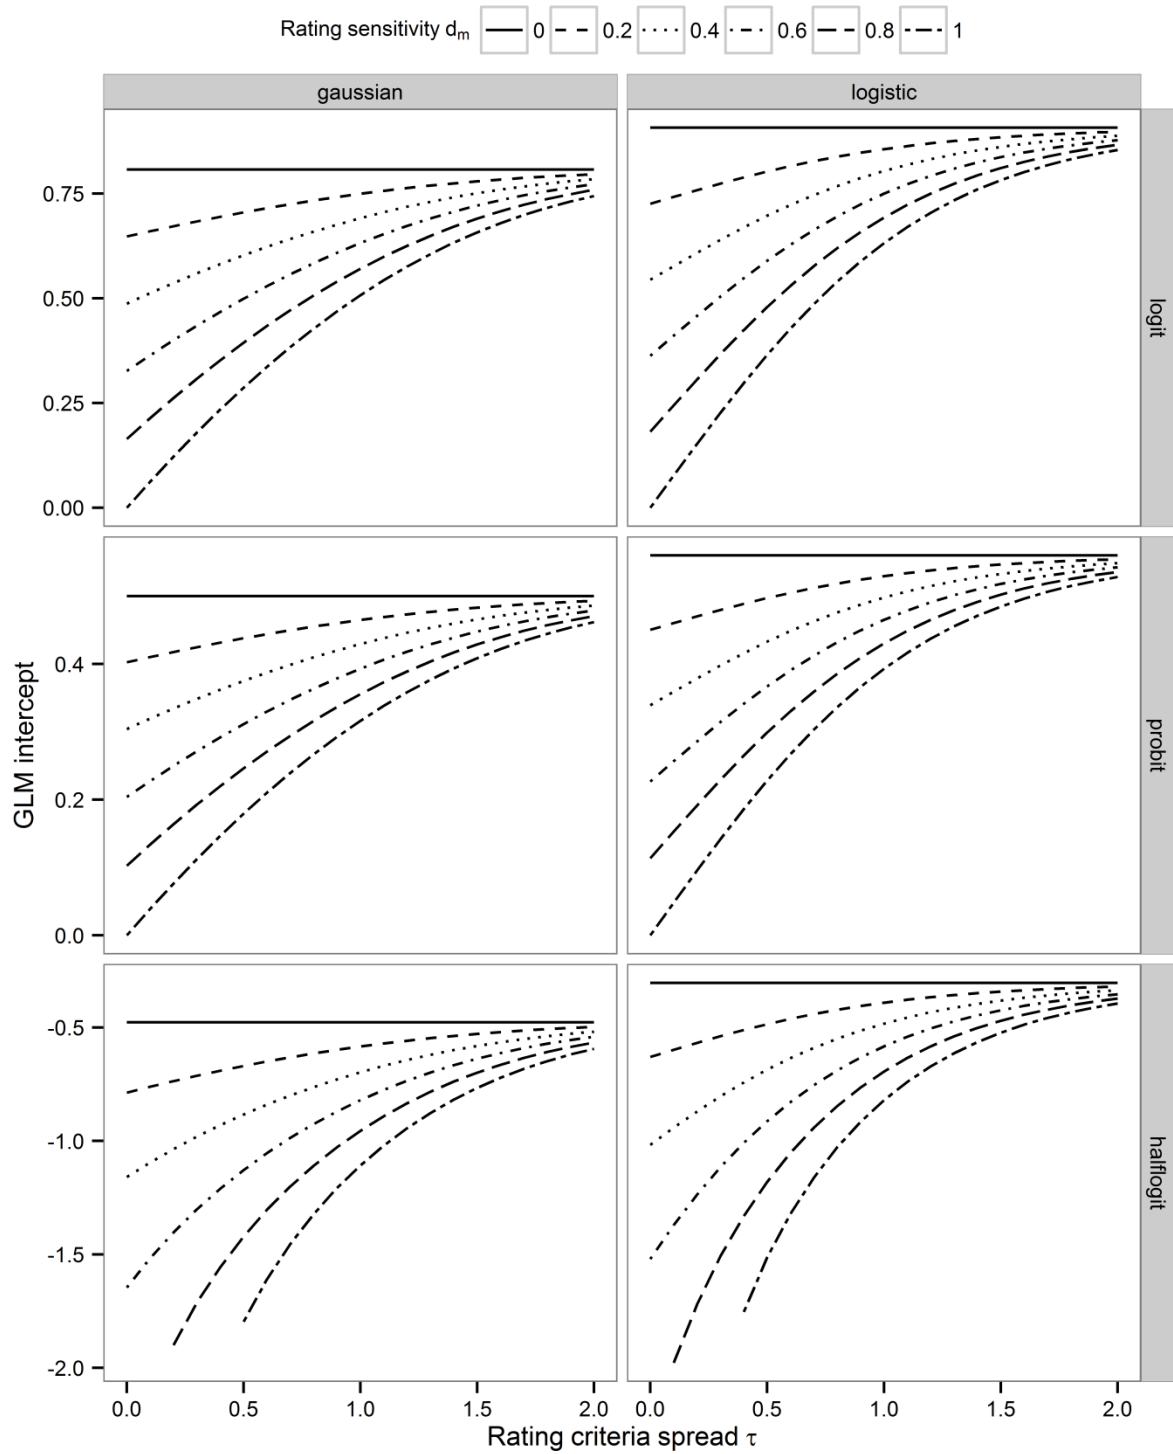 Rating sensitivity dm 0 0.2 0.4 0.6 0.8 1
gaussian logistic
0.75
0.50
0.25
0.00
logit
0.4
0.2
0.0
probit
-0.5
-1.0
-1.5
-2.0
halflogit
GLM intercept
0.0 0.5 1.0 1.5 2.0 0.0 0.5 1.0 1.5 2.0
Rating criteria spread τ